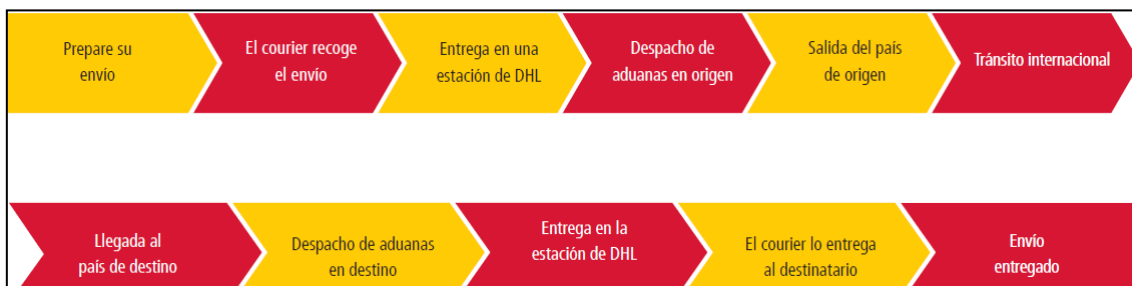 Prepare su
envío
El courier recoge
el envío
Entrega en una
estación de DHL
Despacho de
aduanas en origen
Salida del país
de origen
Tránsito internacional
Llegada al
país de destino
Despacho de aduanas
en destino
Entrega en la
estación de DHL
El courier lo entrega
al destinatario
Envío
entregado